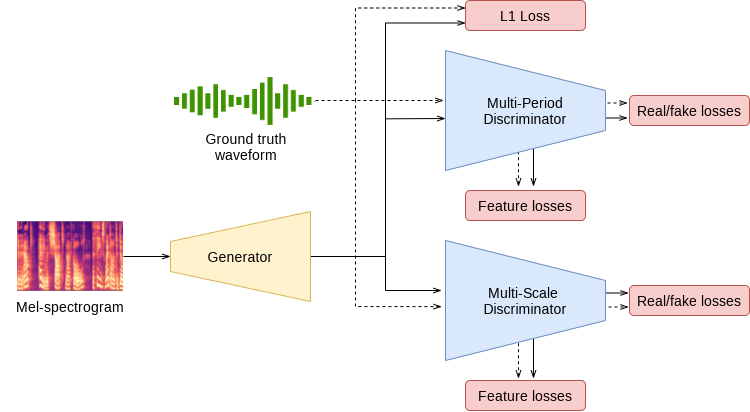 L1 Loss
Multi-Period
Discriminator
Real/fake losses
Ground truth
waveform
Feature losses
Generator
Mel-spectrogram
Multi-Scale
Discriminator
Real/fake losses
Feature losses